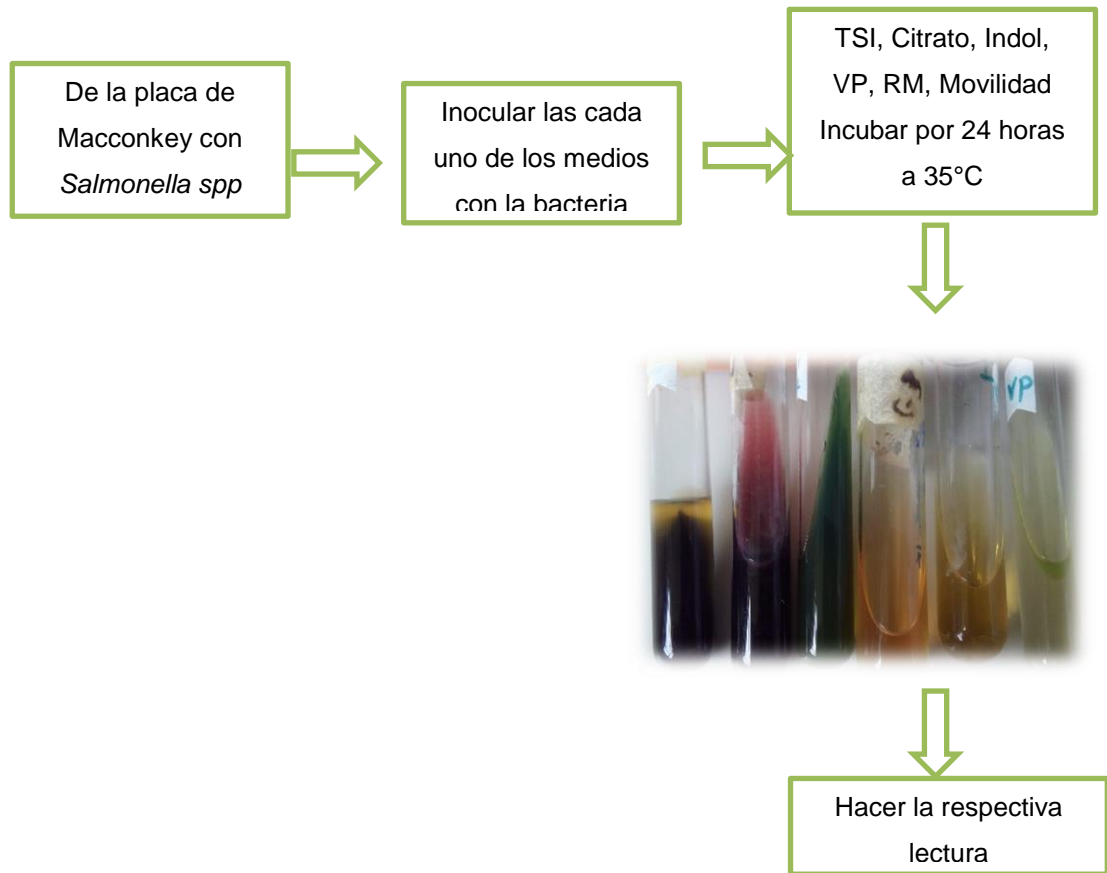 De la placa de
Macconkey con
Salmonella spp
Inocular las cada
uno de los medios
con la bacteria
TSI, Citrato, Indol,
VP, RM, Movilidad
Incubar por 24 horas
a 35°C
VP
Hacer la respectiva
lectura